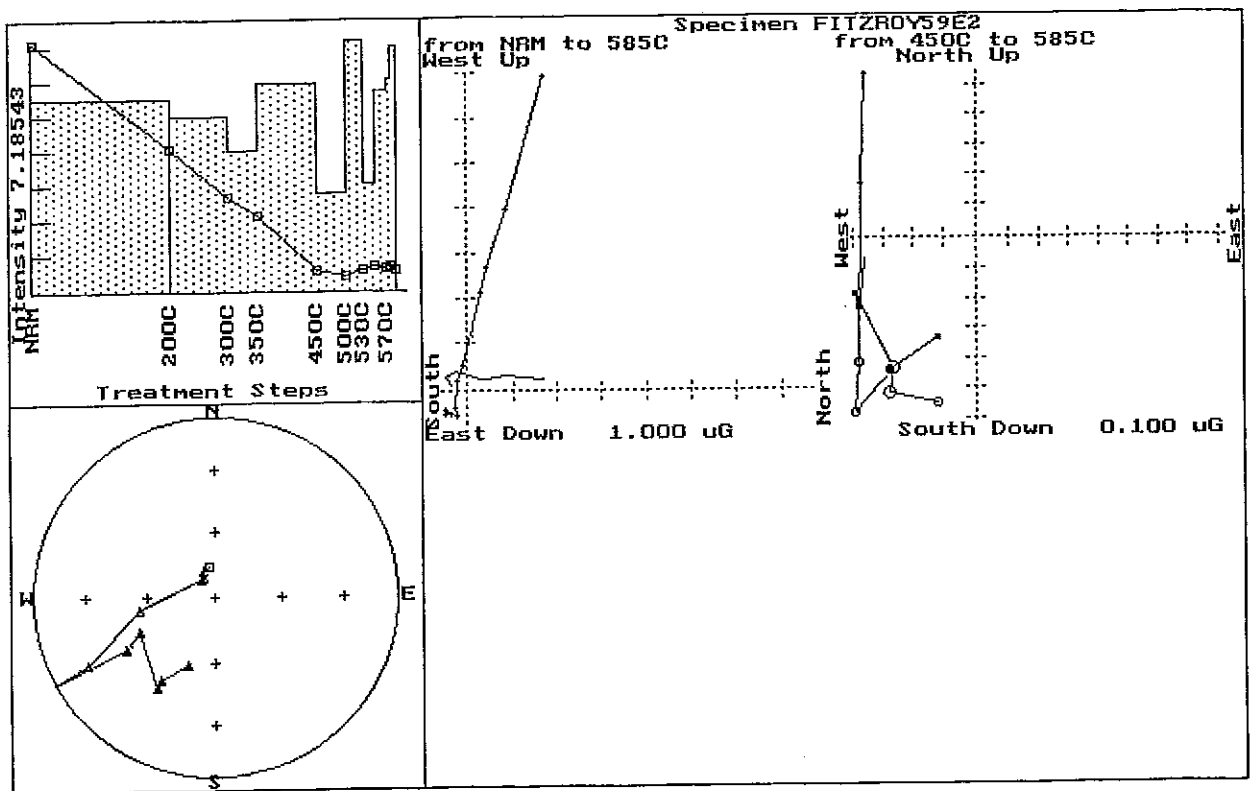 Specimen FITZROY59E2
from NRM to 585C
West Up
from 450C to 585C
North Up
Intensity 7.18543
NRM
200C
300C
350C
450C
500C
530C
570C
Treatment Steps
South
North
East Down 1.000 uG
West
East
South Down 0.100 uG
N
W
E
S